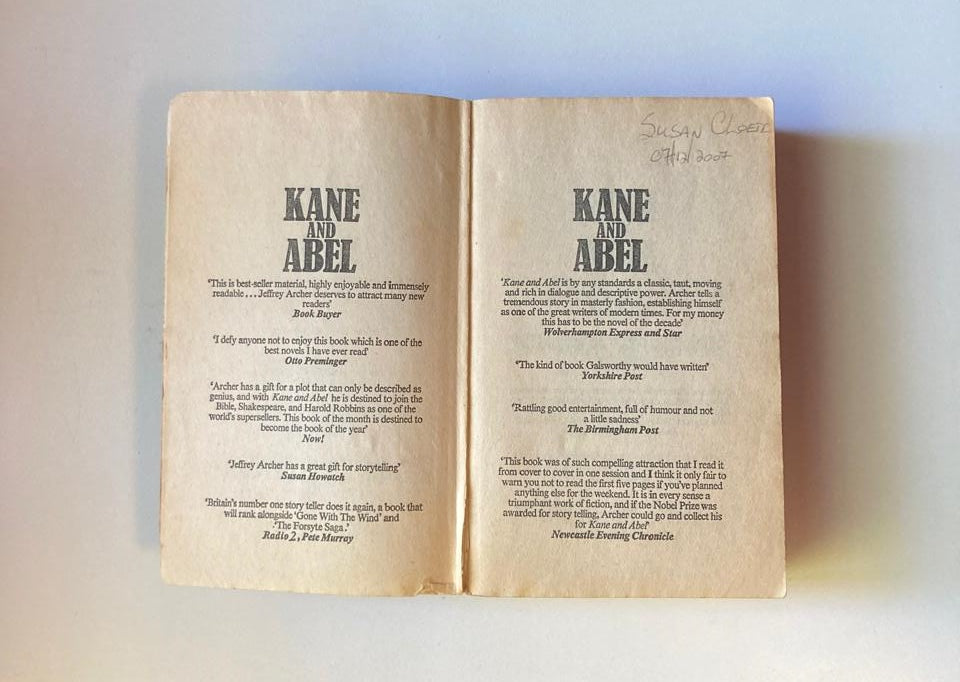 KANE
AND
ABEL
'This is best-seller material, highly enjoyable and immensely
readable...Jeffrey Archer deserves to attract many new
readers'
Book Buyer
'I defy anyone not to enjoy this book which is one of the
best novels I have ever read'
Otto Preminger
'Archer has a gift for a plot that can only be described as
genius, and with Kane and Abel he is destined to join the
Bible, Shakespeare, and Harold Robbins as one of the
world's supersellers. This book of the month is destined to
become the book of the year'
Now!
'Jeffrey Archer has a great gift for storytelling'
Susan Howatch
'Britain's number one story teller does it again, a book that
will rank alongside 'Gone With The Wind' and
'The Forsyte Saga.'
Radio 2, Pete Murray
SUSAN
07/12/2007
KANE
AND
ABEL
'Kane and Abel is by any standards a classic, taut, moving
and rich in dialogue and descriptive power. Archer tells a
tremendous story in masterly fashion, establishing himself
as one of the great writers of modern times. For my money
this has to be the novel of the decade'
Wolverhampton Express and Star
'The kind of book Galsworthy would have written'
Yorkshire Post
'Rattling good entertainment, full of humour and not
a little sadness'
The Birmingham Post
'This book was of such compelling attraction that I read it
from cover to cover in one session and I think it only fair to
warn you not to read the first five pages if you've planned
anything else for the weekend. It is in every sense a
triumphant work of fiction, and if the Nobel Prize was
awarded for story telling, Archer could go and collect his
for Kane and Abel'
Newcastle Evening Chronicle